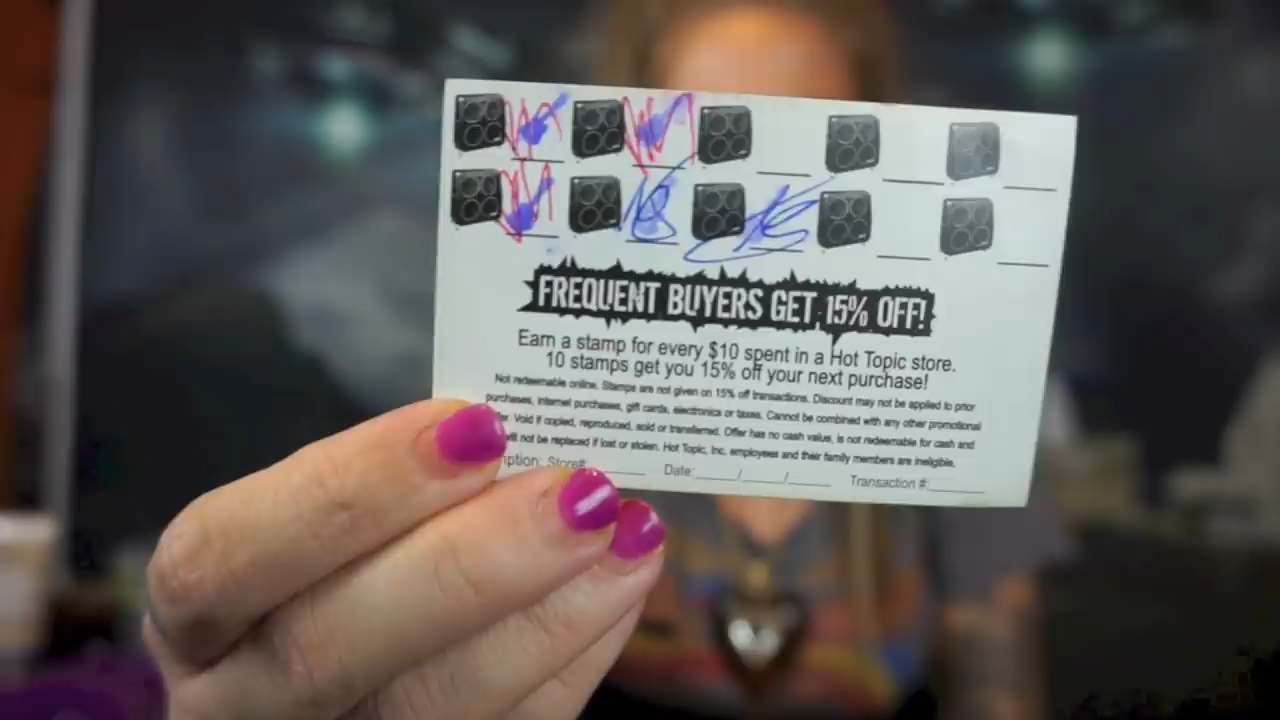 FREQUENT BUYERS GET 15% OFF!
Earn a stamp for every $10 spent in a Hot Topic store.
10 stamps get you 15% off your next purchase!
Not redeemable online. Stamps are not given on 15% off transactions. Discount may not be applied to prior
purchases, internet purchases, gift cards, electronics or taxes. Cannot be combined with any other promotional
Void if copied, reproduced, sold or transferred. Offer has no cash value, is not redeemable for cash and
will not be replaced if lost or stolen. Hot Topic, Inc. employees and their family members are ineligible.
Store#:______ Date:______/______/______ Transaction #:________